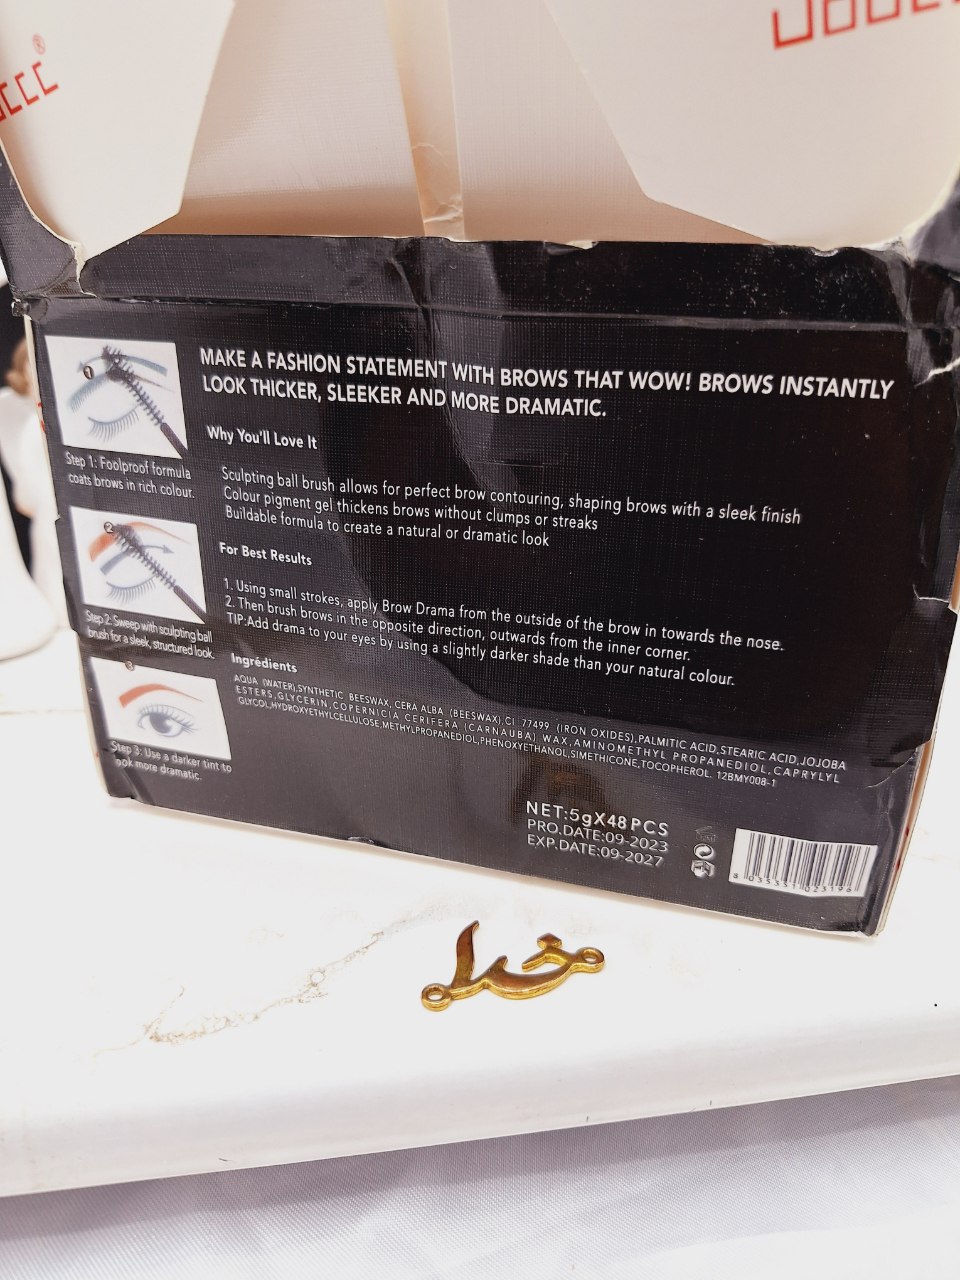 MAKE A FASHION STATEMENT WITH BROWS THAT WOW! BROWS INSTANTLY
LOOK THICKER, SLEEKER AND MORE DRAMATIC.
Why You'll Love It
Sculpting ball brush allows for perfect brow contouring, shaping brows with a sleek finish
Colour pigment gel thickens brows without clumps or streaks
Buildable formula to create a natural or dramatic look
For Best Results
1. Using small strokes, apply Brow Drama from the outside of the brow in towards the nose.
2. Then brush brows in the opposite direction, outwards from the inner corner.
TIP:Add drama to your eyes by using a slightly darker shade than your natural colour.
Ingrédients
AQUA (WATER),SYNTHETIC BEESWAX, CERA ALBA (BEESWAX),CI 77499 (IRON OXIDES),PALMITIC ACID,STEARIC ACID,JOJOBA
ESTERS,GLYCERIN,COPERNICIA CERIFERA (CARNAUBA) WAX,AMINOMETHYL PROPANEDIOL,CAPRYLYL
GLYCOL,HYDROXYETHYLCELLULOSE,METHYLPROPANEDIOL,PHENOXYETHANOL,SIMETHICONE,TOCOPHEROL. 12BMY008-1
1
Step 1: Foolproof formula
coats brows in rich colour.
2
Step 2: Sweep with sculpting ball
brush for a sleek, structured look.
3
Step 3: Use a darker tint to
look more dramatic.
NET:5gX48PCS
PRO.DATE:09-2023
EXP.DATE:09-2027
8 035351 023196